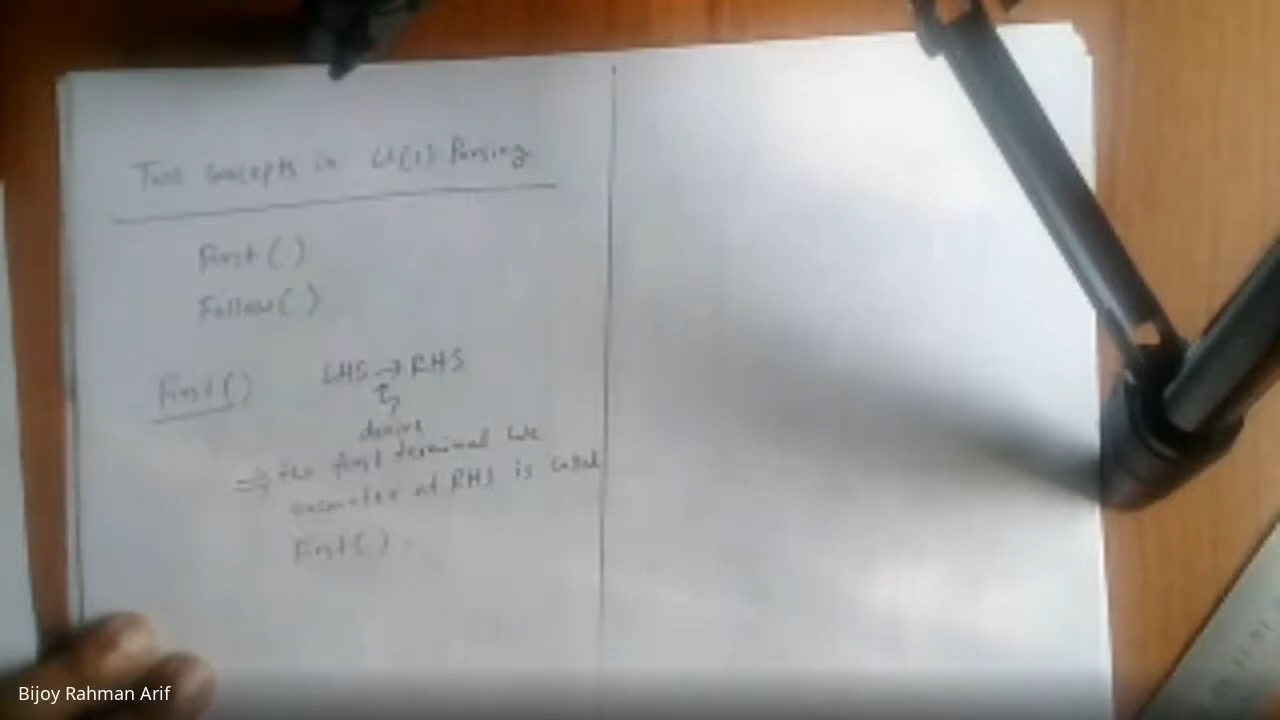 Two concepts in LL(1) Parsing
First ( )
Follow ( )
First ( ) LHS → RHS
derive
⇒ the first terminal we
encounter at RHS is called
First ( ) .
Bijoy Rahman Arif